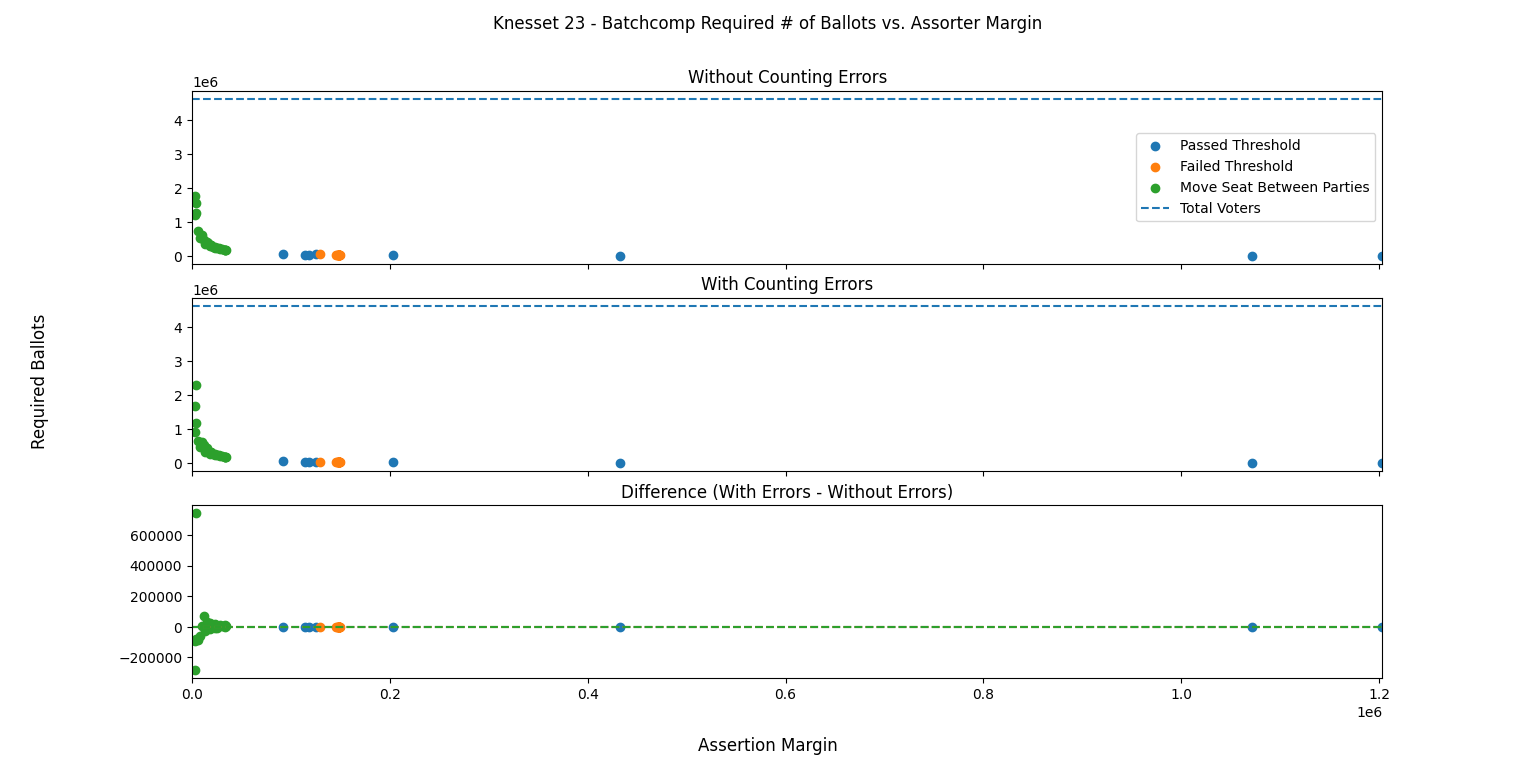 Knesset 23 - Batchcomp Required # of Ballots vs. Assorter Margin
Without Counting Errors
1e6
4
3
2
1
0
Passed Threshold
Failed Threshold
Move Seat Between Parties
Total Voters
With Counting Errors
1e6
4
3
2
1
0
Required Ballots
Difference (With Errors - Without Errors)
600000
400000
200000
0
−200000
0.0 0.2 0.4 0.6 0.8 1.0 1.2
1e6
Assertion Margin